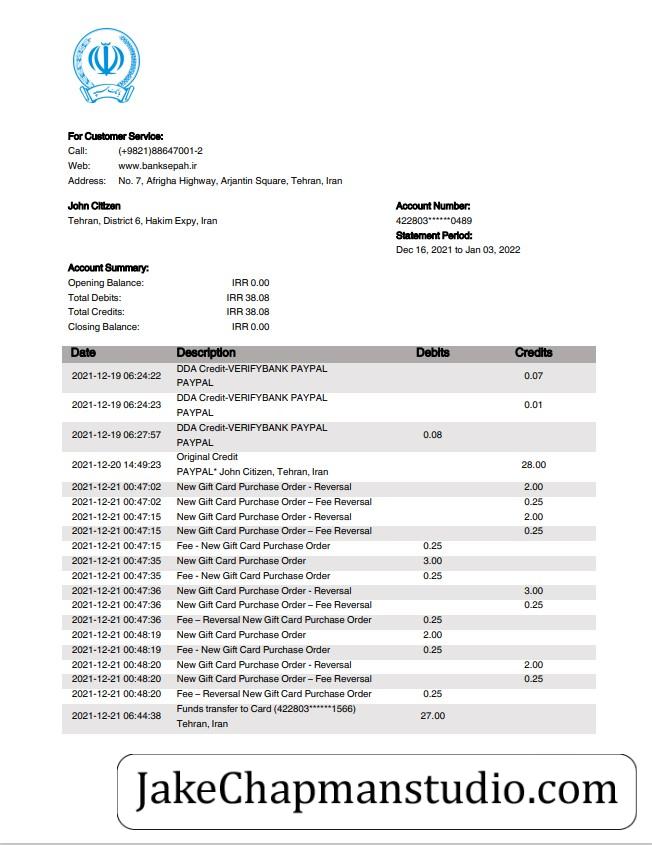 For Customer Service:
Call: (+9821)88647001-2
Web: www.banksepah.ir
Address: No. 7, Afrigha Highway, Arjantin Square, Tehran, Iran
John Citizen
Tehran, District 6, Hakim Expy, Iran
Account Number:
422803******0489
Statement Period:
Dec 16, 2021 to Jan 03, 2022
Account Summary:
Opening Balance: IRR 0.00
Total Debits: IRR 38.08
Total Credits: IRR 38.08
Closing Balance: IRR 0.00
Date Description Debits Credits
2021-12-19 06:24:22 DDA Credit-VERIFYBANK PAYPAL 0.07
PAYPAL
2021-12-19 06:24:23 DDA Credit-VERIFYBANK PAYPAL 0.01
PAYPAL
2021-12-19 06:27:57 DDA Credit-VERIFYBANK PAYPAL 0.08
PAYPAL
2021-12-20 14:49:23 Original Credit 28.00
PAYPAL* John Citizen, Tehran, Iran
2021-12-21 00:47:02 New Gift Card Purchase Order - Reversal 2.00
2021-12-21 00:47:02 New Gift Card Purchase Order – Fee Reversal 0.25
2021-12-21 00:47:15 New Gift Card Purchase Order - Reversal 2.00
2021-12-21 00:47:15 New Gift Card Purchase Order – Fee Reversal 0.25
2021-12-21 00:47:15 Fee - New Gift Card Purchase Order 0.25
2021-12-21 00:47:35 New Gift Card Purchase Order 3.00
2021-12-21 00:47:35 Fee - New Gift Card Purchase Order 0.25
2021-12-21 00:47:36 New Gift Card Purchase Order - Reversal 3.00
2021-12-21 00:47:36 New Gift Card Purchase Order – Fee Reversal 0.25
2021-12-21 00:47:36 Fee – Reversal New Gift Card Purchase Order 0.25
2021-12-21 00:48:19 New Gift Card Purchase Order 2.00
2021-12-21 00:48:19 Fee - New Gift Card Purchase Order 0.25
2021-12-21 00:48:20 New Gift Card Purchase Order - Reversal 2.00
2021-12-21 00:48:20 New Gift Card Purchase Order – Fee Reversal 0.25
2021-12-21 00:48:20 Fee – Reversal New Gift Card Purchase Order 0.25
2021-12-21 06:44:38 Funds transfer to Card (422803******1566) 27.00
Tehran, Iran
JakeChapmanstudio.com